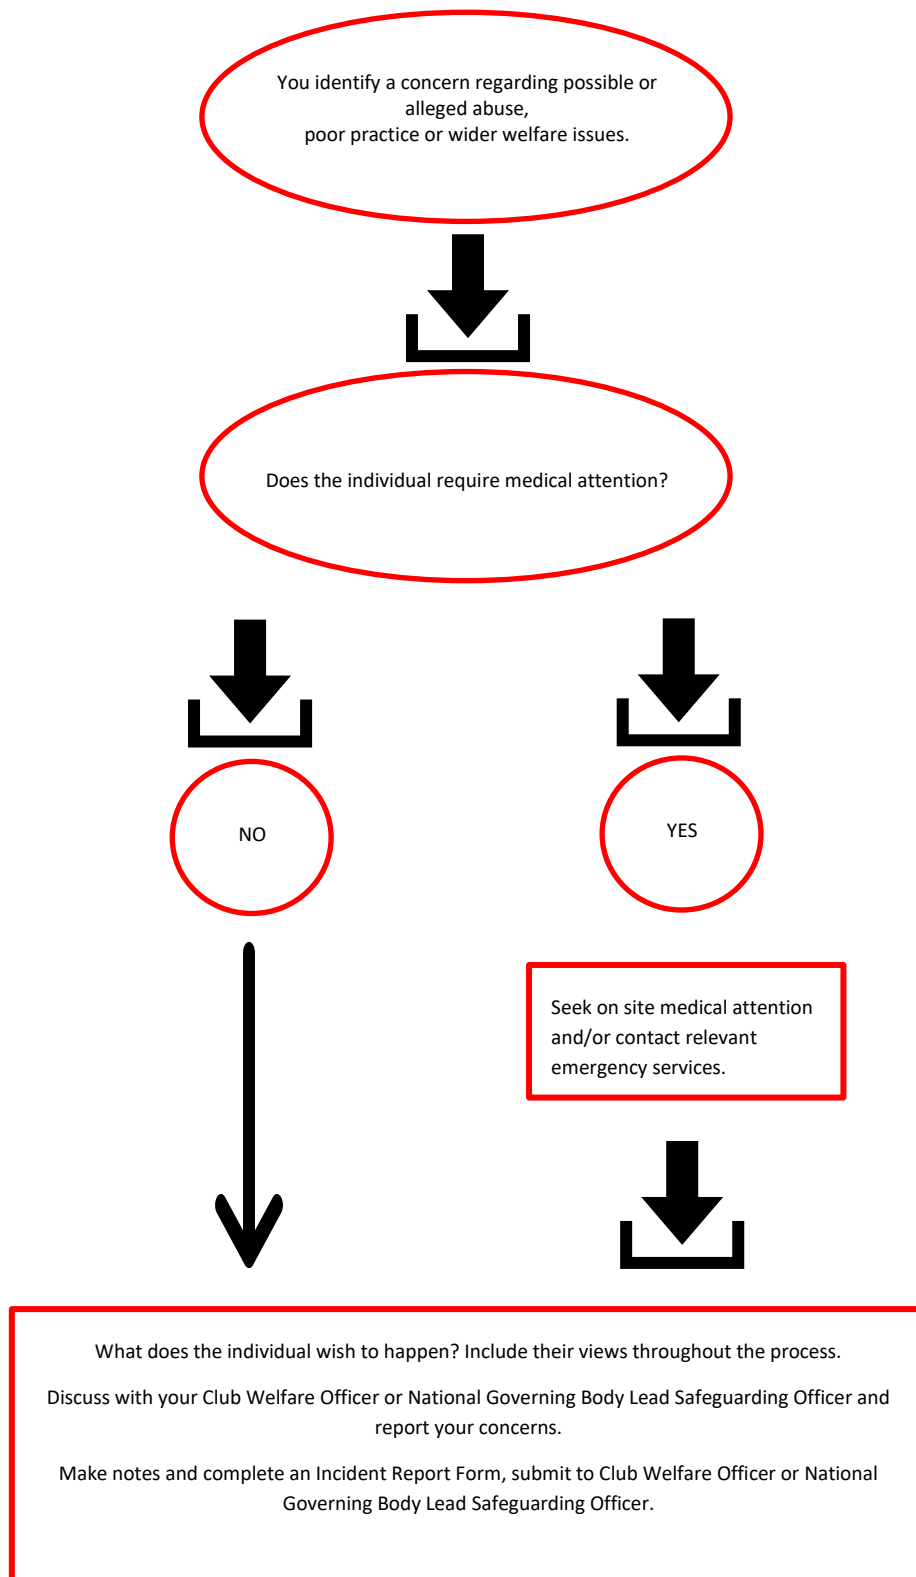 You identify a concern regarding possible or
alleged abuse,
poor practice or wider welfare issues.
Does the individual require medical attention?
NO
YES
Seek on site medical attention
and/or contact relevant
emergency services.
What does the individual wish to happen? Include their views throughout the process.
Discuss with your Club Welfare Officer or National Governing Body Lead Safeguarding Officer and
report your concerns.
Make notes and complete an Incident Report Form, submit to Club Welfare Officer or National
Governing Body Lead Safeguarding Officer.